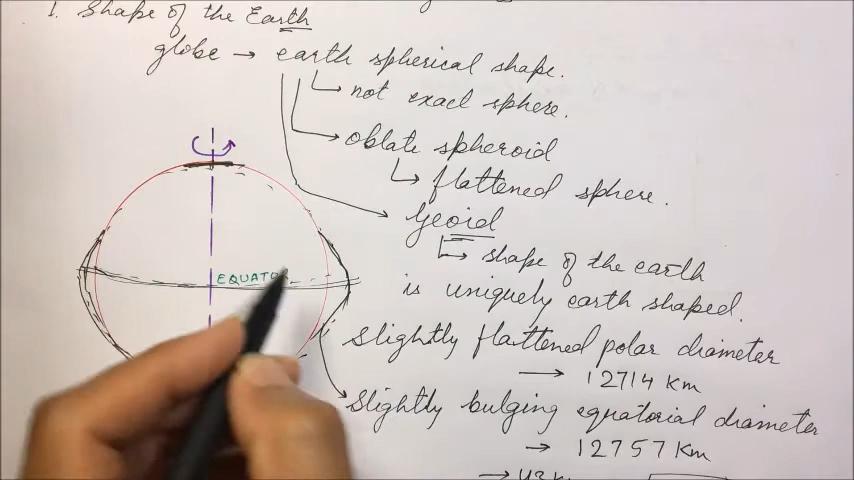 1. Shape of the Earth
globe → earth spherical shape.
not exact sphere.
oblate spheroid
flattened sphere.
Geoid
shape of the earth
is uniquely earth shaped.
EQUATO
Slightly flattened polar diameter
→ 12714 Km
Slightly bulging equatorial diameter
→ 12757 Km